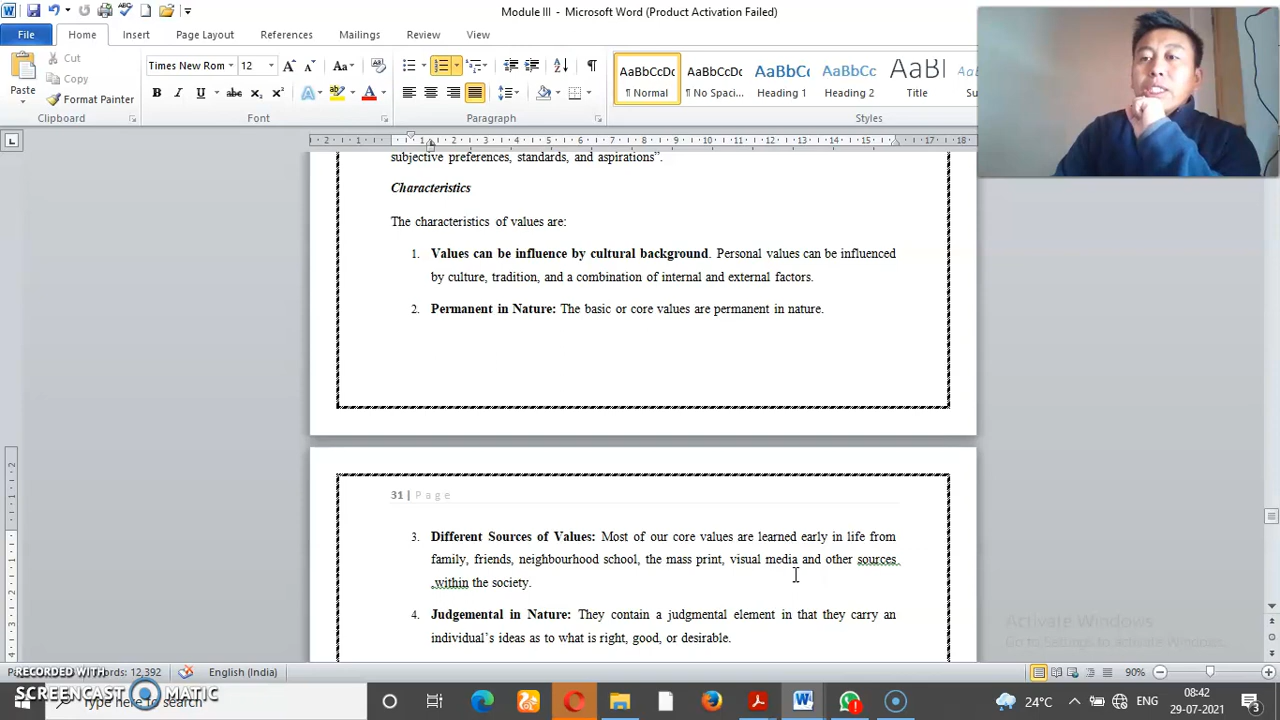 Module III - Microsoft Word (Product Activation Failed)
File Home Insert Page Layout References Mailings Review View
Paste
Cut
Copy
Format Painter
Clipboard
Times New Rom 12
Font
Paragraph
AaBbCcDc AaBbCcDc AaBbCc AaBbCc AaBl
¶ Normal ¶ No Spaci... Heading 1 Heading 2 Title
Styles
subjective preferences, standards, and aspirations”.
Characteristics
The characteristics of values are:
1. Values can be influence by cultural background. Personal values can be influenced
by culture, tradition, and a combination of internal and external factors.
2. Permanent in Nature: The basic or core values are permanent in nature.
31 | Page
3. Different Sources of Values: Most of our core values are learned early in life from
family, friends, neighbourhood school, the mass print, visual media and other sources
,within the society.
4. Judgemental in Nature: They contain a judgmental element in that they carry an
individual’s ideas as to what is right, good, or desirable.
Activate Windows
Go to Settings to activate Windows.
RECORDED WITH
SCREENCAST MATIC
12,392
English (India)
90%
Type here to search
24°C
ENG
08:42
29-07-2021
3